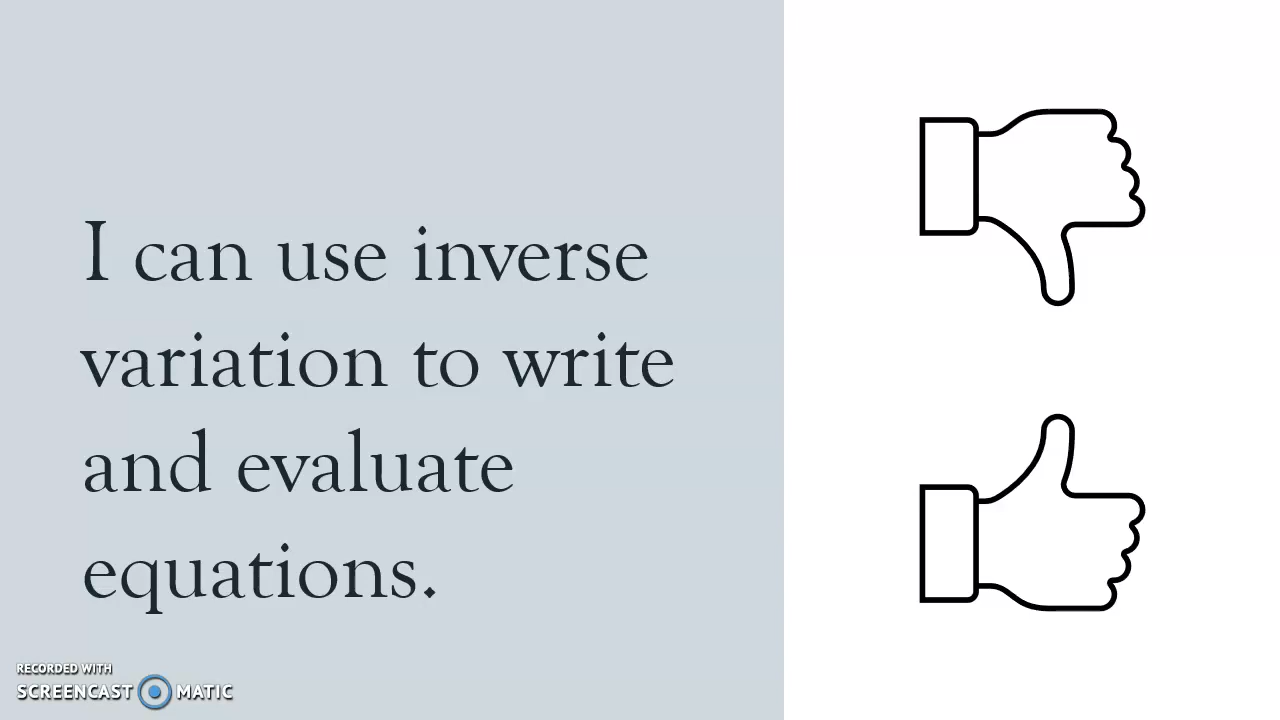 I can use inverse
variation to write
and evaluate
equations.
RECORDED WITH
SCREENCAST MATIC